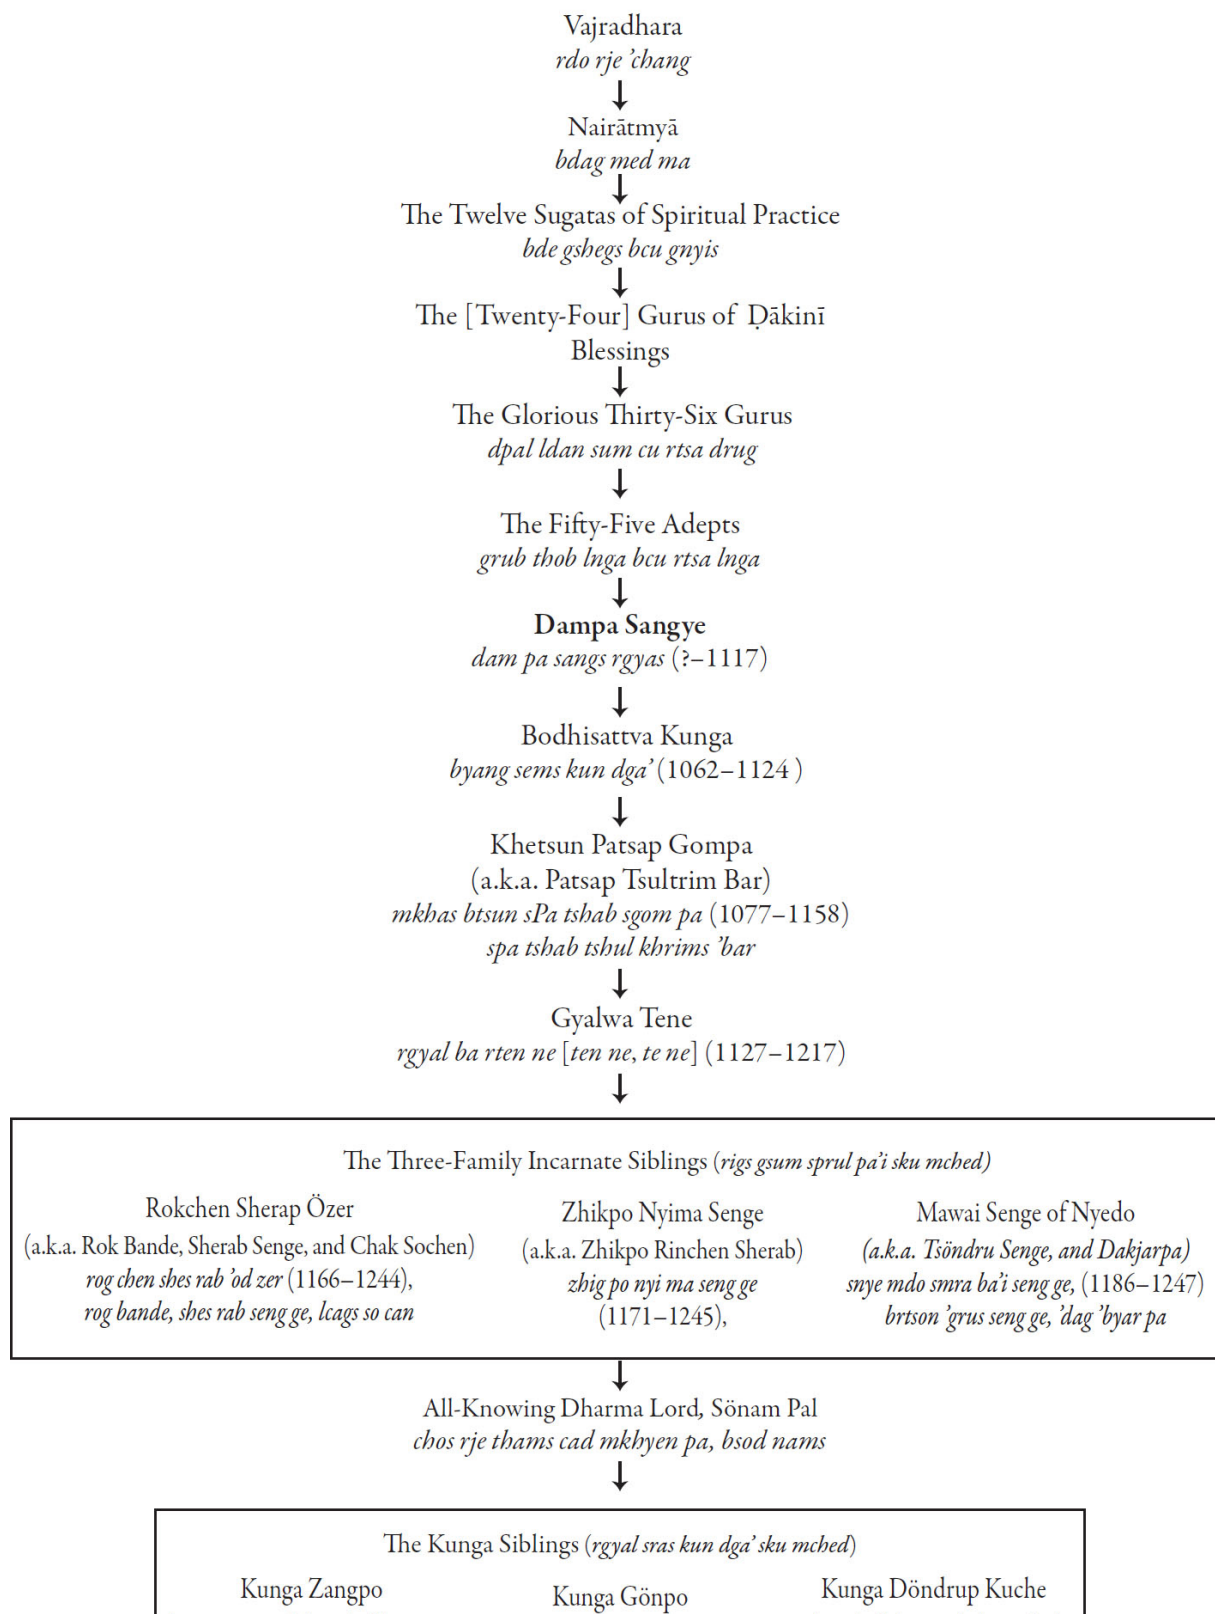 Vajradhara
rdo rje ’chang
Nairātmyā
bdag med ma
The Twelve Sugatas of Spiritual Practice
bde gshegs bcu gnyis
The [Twenty-Four] Gurus of Ḍākinī
Blessings
The Glorious Thirty-Six Gurus
dpal ldan sum cu rtsa drug
The Fifty-Five Adepts
grub thob lnga bcu rtsa lnga
Dampa Sangye
dam pa sangs rgyas (?–1117)
Bodhisattva Kunga
byang sems kun dga’ (1062–1124 )
Khetsun Patsap Gompa
(a.k.a. Patsap Tsultrim Bar)
mkhas btsun sPa tshab sgom pa (1077–1158)
spa tshab tshul khrims ’bar
Gyalwa Tene
rgyal ba rten ne [ten ne, te ne] (1127–1217)
The Three-Family Incarnate Siblings (rigs gsum sprul pa’i sku mched)
Rokchen Sherap Özer
(a.k.a. Rok Bande, Sherab Senge, and Chak Sochen)
rog chen shes rab ’od zer (1166–1244),
rog bande, shes rab seng ge, lcags so can
Zhikpo Nyima Senge
(a.k.a. Zhikpo Rinchen Sherab)
zhig po nyi ma seng ge
(1171–1245),
Mawai Senge of Nyedo
(a.k.a. Tsöndru Senge, and Dakjarpa)
snye mdo smra ba’i seng ge, (1186–1247)
brtson ’grus seng ge, ’dag ’byar pa
All-Knowing Dharma Lord, Sönam Pal
chos rje thams cad mkhyen pa, bsod nams
The Kunga Siblings (rgyal sras kun dga’ sku mched)
Kunga Zangpo
Kunga Gönpo
Kunga Döndrup Kuche